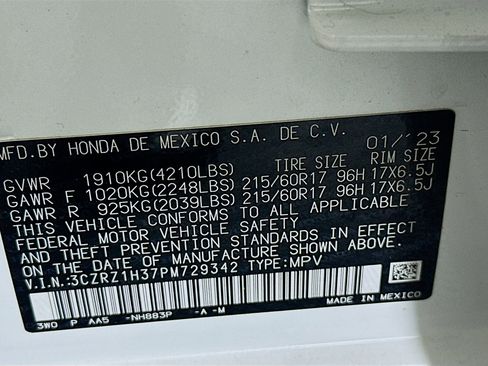 MFD.BY HONDA DE MEXICO S.A. DE C.V. 01/'23
GVWR 1910KG(4210LBS) TIRE SIZE RIM SIZE
GAWR F 1020KG(2248LBS) 215/60R17 96H 17X6.5J
GAWR R 925KG(2039LBS) 215/60R17 96H 17X6.5J
THIS VEHICLE CONFORMS TO ALL APPLICABLE
FEDERAL MOTOR VEHICLE SAFETY
AND THEFT PREVENTION STANDARDS IN EFFECT
ON THE DATE OF MANUFACTURE SHOWN ABOVE.
V.I.N.:3CZRZ1H37PM729342 TYPE:MPV
3W0 P AA5 -NH883P -A -M
MADE IN MEXICO